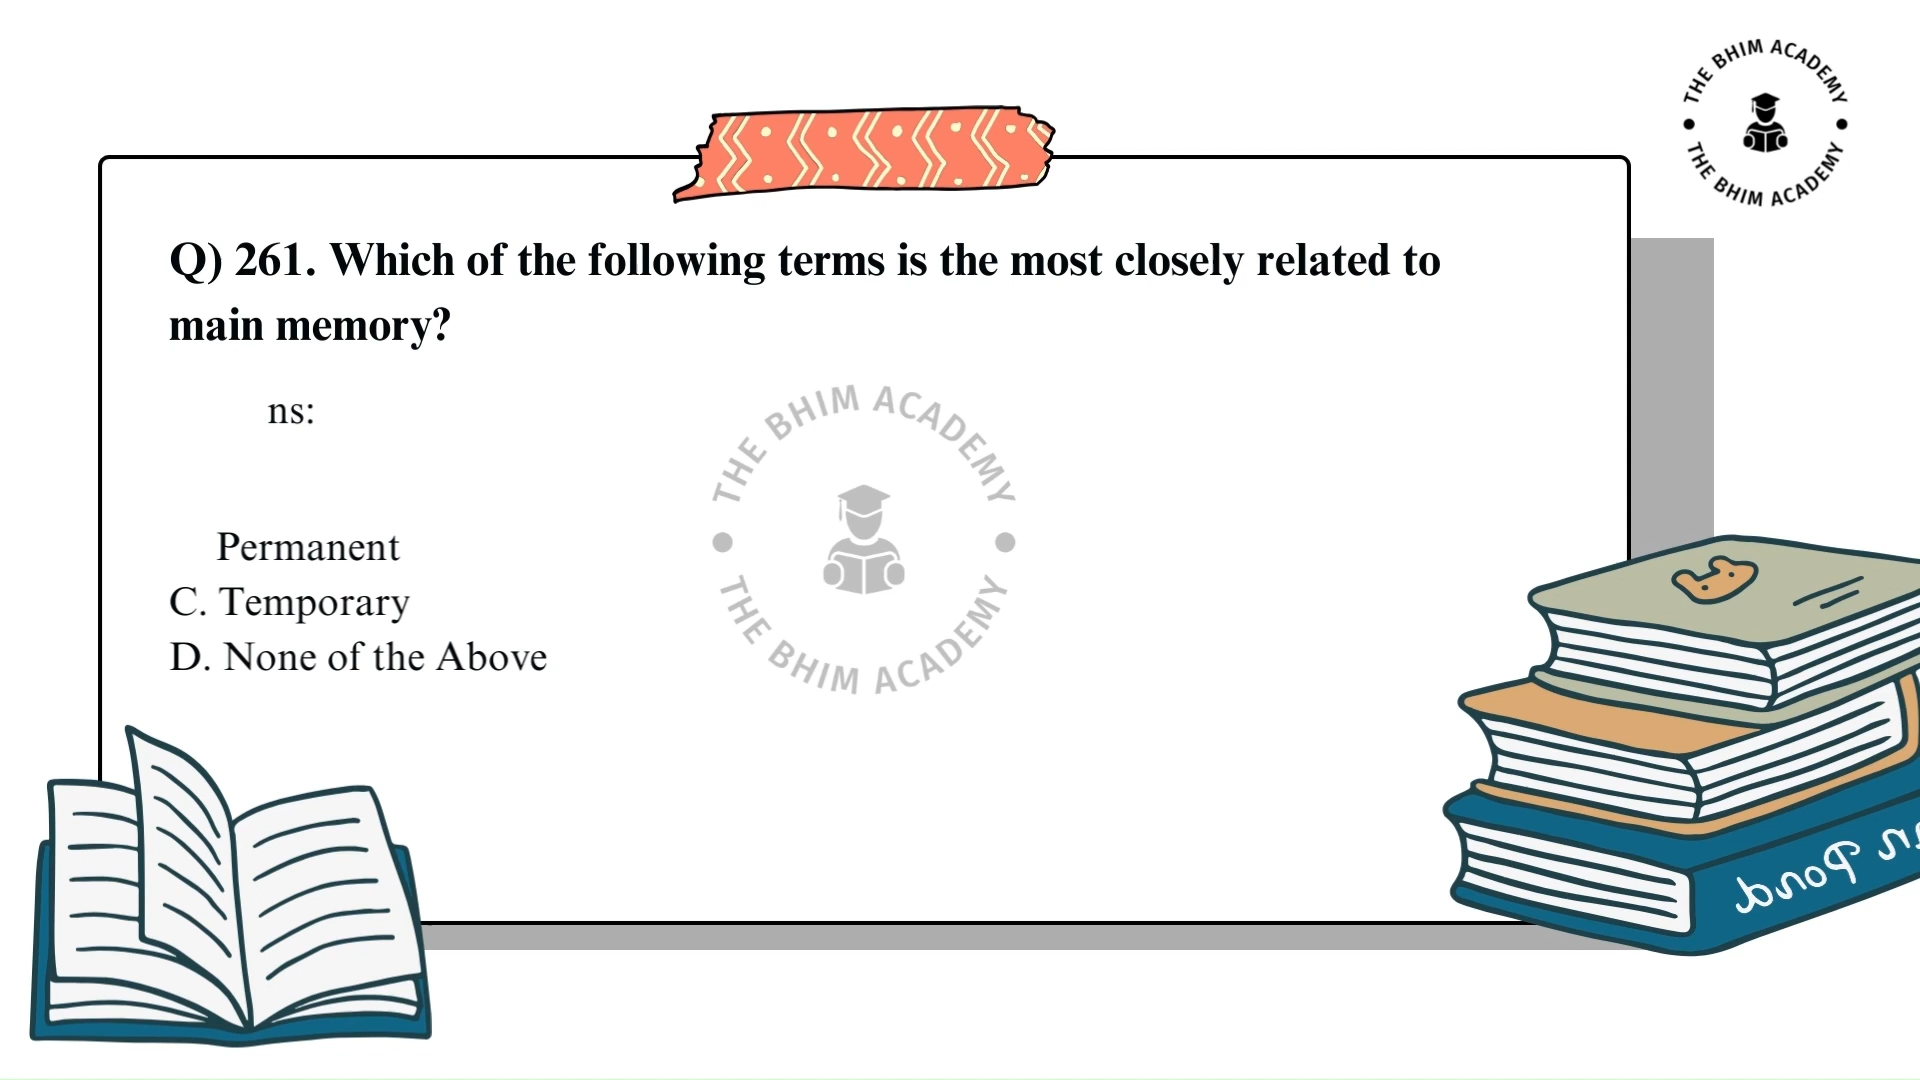 THE BHIM ACADEMY
THE BHIM ACADEMY
Q) 261. Which of the following terms is the most closely related to
main memory?
ns:
Permanent
C. Temporary
D. None of the Above
THE BHIM ACADEMY
THE BHIM ACADEMY